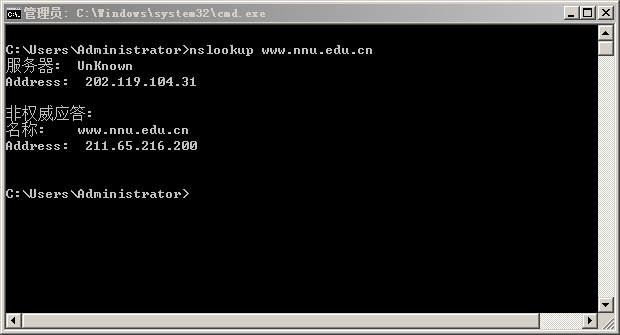 管理员: C:\Windows\system32\cmd.exe
C:\Users\Administrator>nslookup www.nnu.edu.cn
服务器:  UnKnown
Address:  202.119.104.31
非权威应答:
名称:    www.nnu.edu.cn
Address:  211.65.216.200
C:\Users\Administrator>